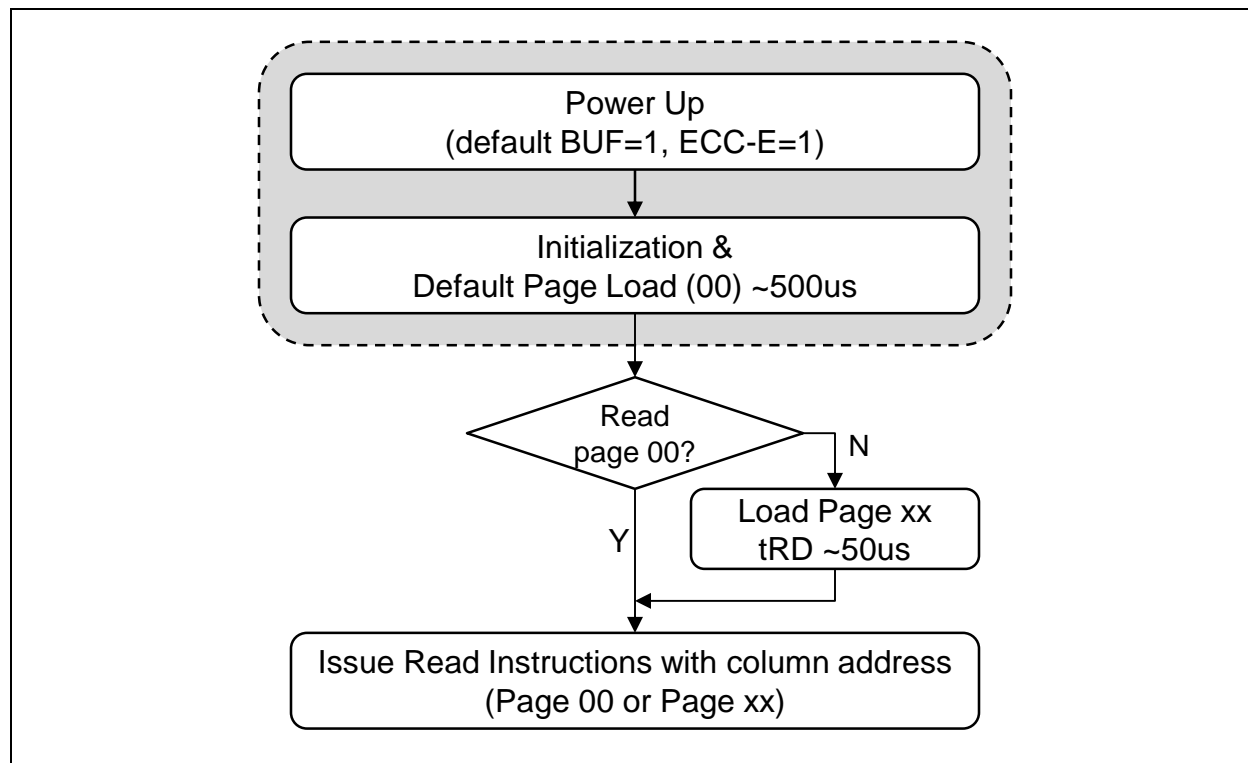 Power Up
(default BUF=1, ECC-E=1)
Initialization &
Default Page Load (00) ~500us
Read
page 00?
N
Load Page xx
tRD ~50us
Y
Issue Read Instructions with column address
(Page 00 or Page xx)